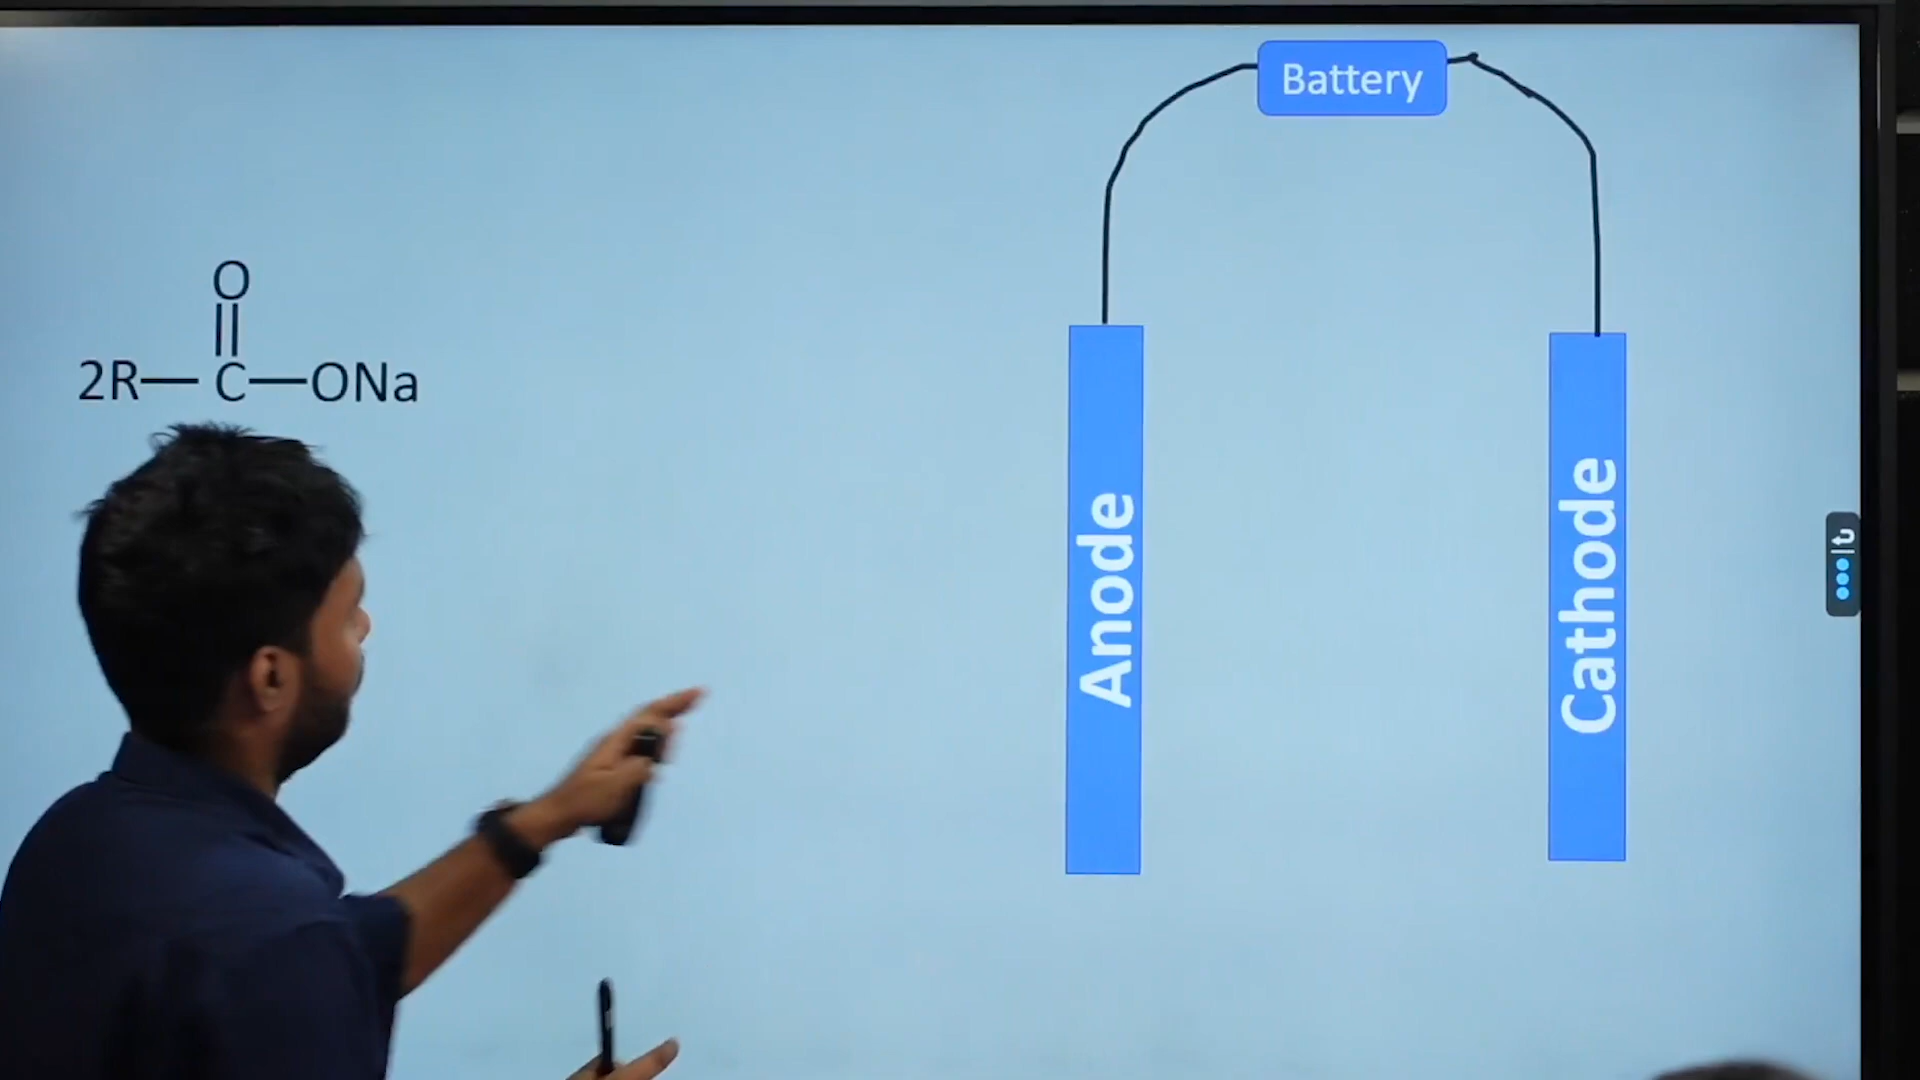 Battery
O
||
2R— C —ONa
Anode
Cathode